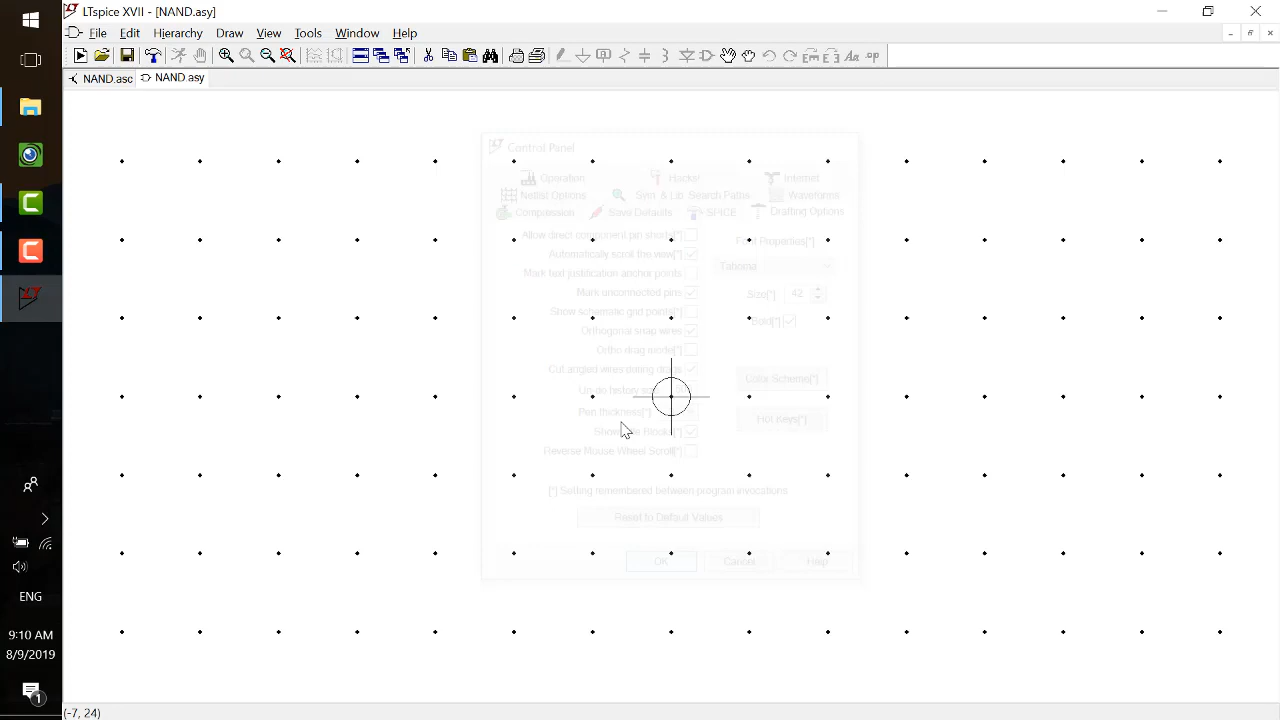 LTspice XVII - [NAND.asy]
File Edit Hierarchy Draw View Tools Window Help
NAND.asc NAND.asy
Control Panel
Operation Hacks! Internet
Netlist Options Sym. & Lib. Search Paths Waveforms
Compression Save Defaults SPICE Drafting Options
Allow direct component pin shorts[*]
Font Properties[*]
Automatically scroll the view[*]
Tahoma
Mark text justification anchor points
Mark unconnected pins
Size[*] 42
Show schematic grid points[*]
Bold[*]
Orthogonal snap wires
Ortho drag mode[*]
Cut angled wires during drags
Color Scheme[*]
Un-do history
Pen thickness[*]
Hot Keys[*]
Reverse Mouse Wheel Scroll[*]
[*] Setting remembered between program invocations
Reset to Default Values
OK Cancel Help
ENG
9:10 AM
8/9/2019
1
(-7, 24)